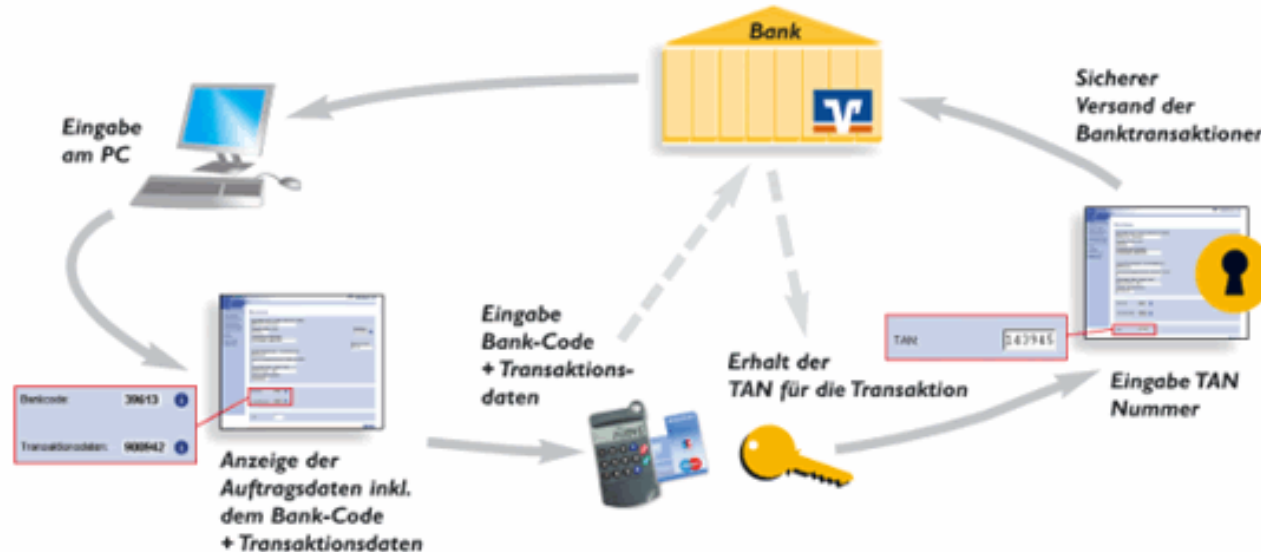 Bank
Sicherer
Versand der
Banktransaktionen
Eingabe
am PC
Eingabe
Bank-Code
+ Transaktions-
daten
Erhalt der
TAN für die Transaktion
TAN: 143945
Eingabe TAN
Nummer
Bankcode: 39613
Transaktionsdaten: 900942
Anzeige der
Auftragsdaten inkl.
dem Bank-Code
+ Transaktionsdaten